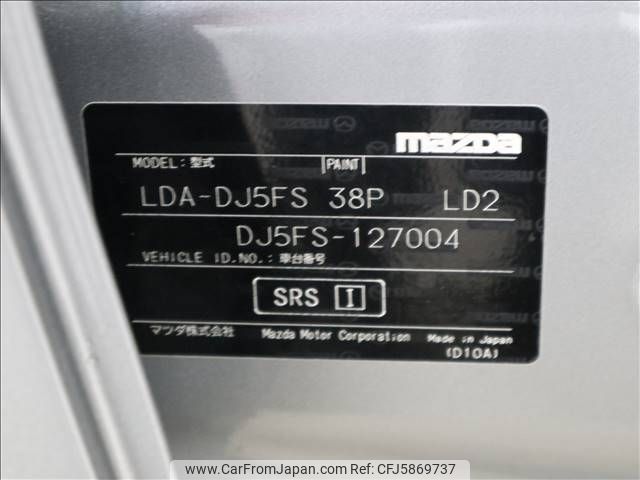 mazda
MODEL:型式 PAINT
LDA-DJ5FS 38P LD2
DJ5FS-127004
VEHICLE ID.NO.:車台番号
SRS I
マツダ株式会社 Mazda Motor Corporation Made in Japan
(D10A)
www.CarFromJapan.com | REF ID:CFJ5869737